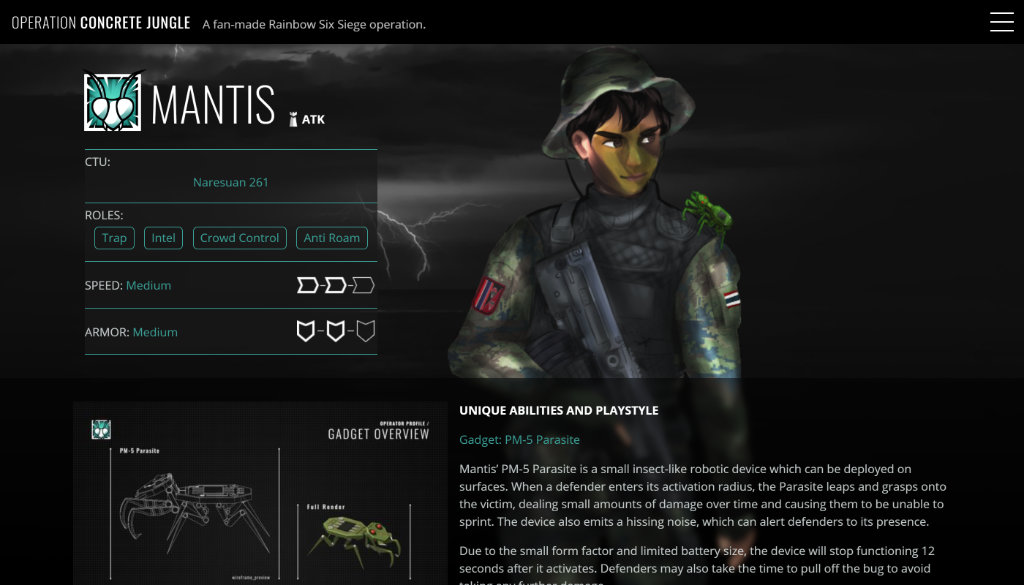 OPERATION CONCRETE JUNGLE A fan-made Rainbow Six Siege operation.
MANTIS ATK
CTU:
Naresuan 261
ROLES:
Trap Intel Crowd Control Anti Roam
SPEED: Medium
ARMOR: Medium
OPERATOR PROFILE /
GADGET OVERVIEW
PM-5 Parasite
Full Render
wireframe_preview
UNIQUE ABILITIES AND PLAYSTYLE
Gadget: PM-5 Parasite
Mantis’ PM-5 Parasite is a small insect-like robotic device which can be deployed on
surfaces. When a defender enters its activation radius, the Parasite leaps and grasps onto
the victim, dealing small amounts of damage over time and causing them to be unable to
sprint. The device also emits a hissing noise, which can alert defenders to its presence.
Due to the small form factor and limited battery size, the device will stop functioning 12
seconds after it activates. Defenders may also take the time to pull off the bug to avoid
taking any further damage.